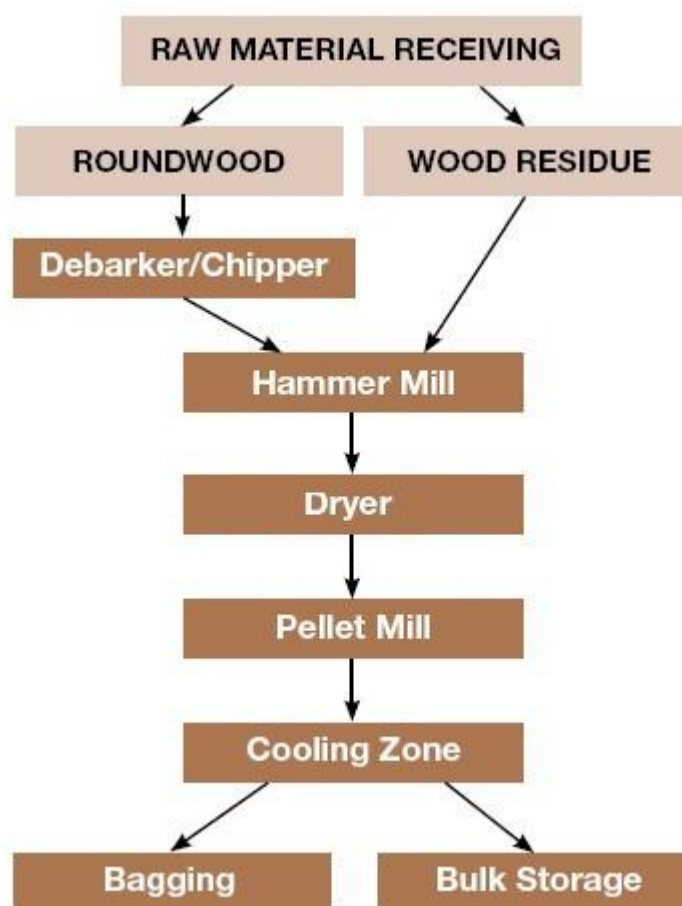 RAW MATERIAL RECEIVING
ROUNDWOOD
WOOD RESIDUE
Debarker/Chipper
Hammer Mill
Dryer
Pellet Mill
Cooling Zone
Bagging
Bulk Storage